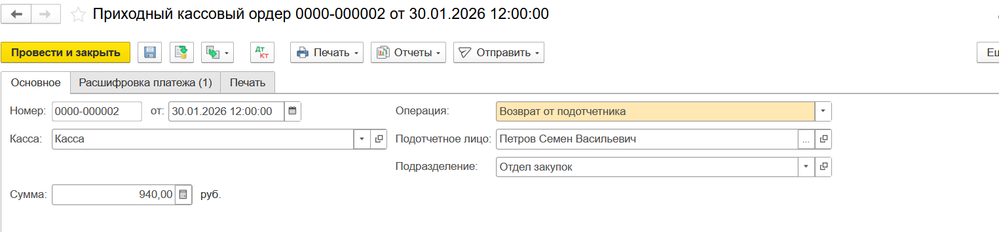 Приходный кассовый ордер 0000-000002 от 30.01.2026 12:00:00
Провести и закрыть Дт Кт Печать Отчеты Отправить Ещ
Основное Расшифровка платежа (1) Печать
Номер: 0000-000002 от: 30.01.2026 12:00:00 Операция: Возврат от подотчетника
Касса: Касса Подотчетное лицо: Петров Семен Васильевич ...
Подразделение: Отдел закупок
Сумма: 940,00 руб.